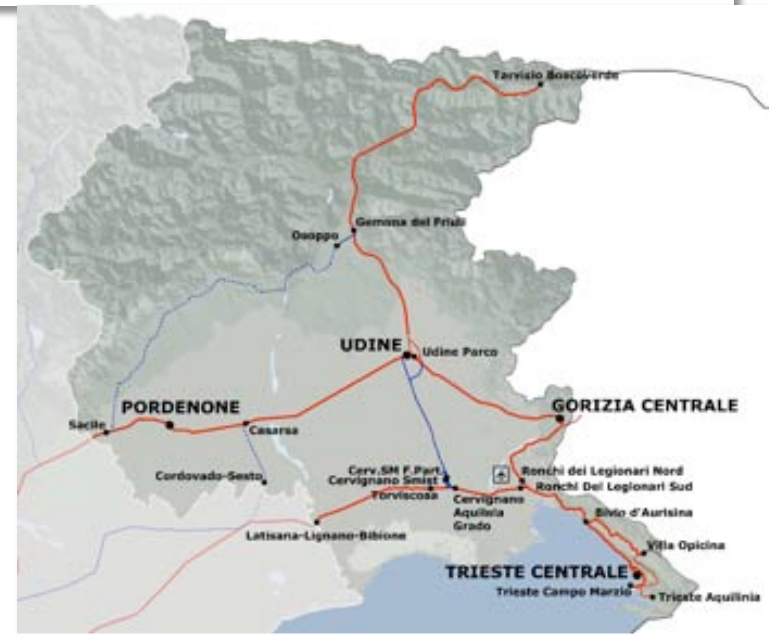 Tarvisio Boscoverde
Gemona del Friuli
Osoppo
UDINE
Udine Parco
PORDENONE
GORIZIA CENTRALE
Sacile
Casarsa
Cordovado-Sesto
Cerv.SM F.Part.
Cervignano Smist
Torviscosa
Cervignano
Aquilinia
Grado
Ronchi dei Legionari Nord
Ronchi Dei Legionari Sud
Bivio d'Aurisina
Latisana-Lignano-Bibione
Villa Opicina
TRIESTE CENTRALE
Trieste Campo Marzio
Trieste Aquilinia